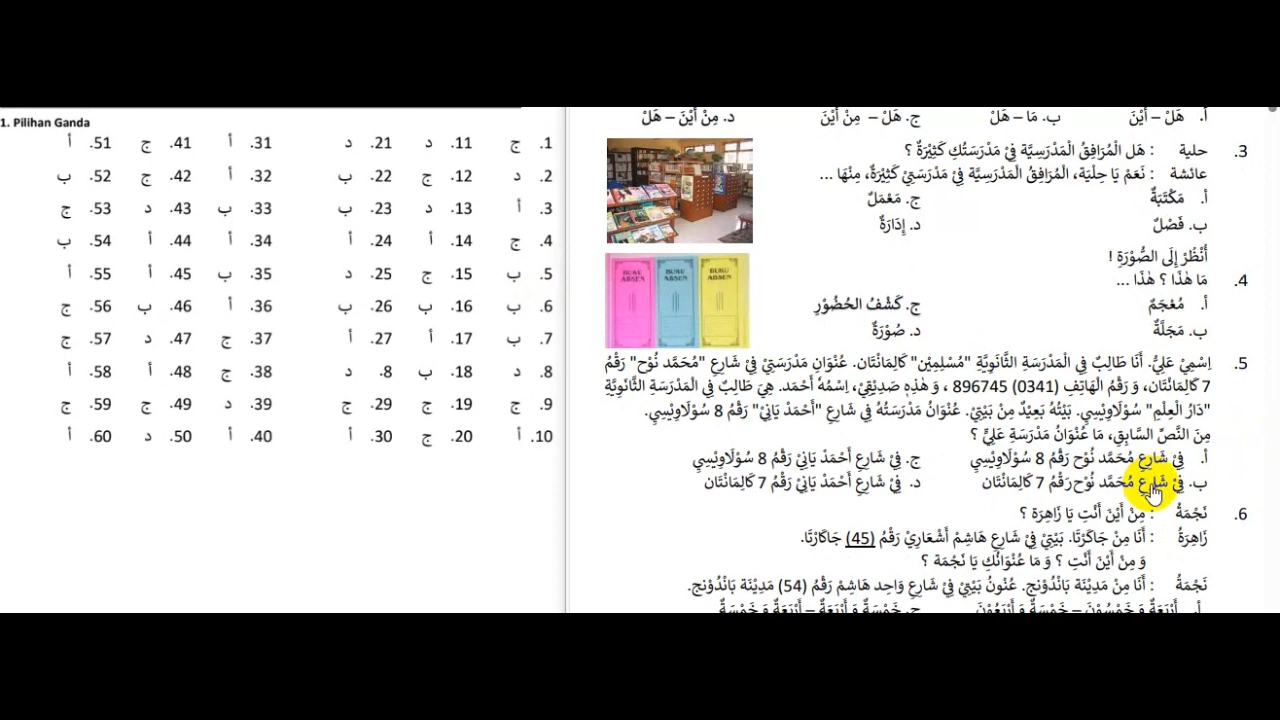 1. Pilihan Ganda
1. ج 11. د 21. د 31. أ 41. ج 51. أ
2. د 12. ج 22. ب 32. أ 42. ج 52. ب
3. أ 13. د 23. ب 33. ب 43. د 53. ج
4. ج 14. أ 24. أ 34. أ 44. أ 54. ب
5. ب 15. ج 25. د 35. ب 45. أ 55. أ
6. ب 16. ب 26. ب 36. أ 46. ب 56. ج
7. ب 17. أ 27. أ 37. ج 47. د 57. ج
8. د 18. ب 8. د 38. ج 48. أ 58. أ
9. ج 19. ج 29. ج 39. د 49. ج 59. ج
10. أ 20. ج 30. أ 40. أ 50. د 60. أ
أ. هَلْ – أَيْنَ ب. مَا – هَلْ ج. هَلْ – مِنْ أَيْنَ د. مِنْ أَيْنَ – هَلْ
3. حلية : هَل الْمُرَافِقُ الْمَدْرَسِيَّة فِيْ مَدْرَسَتُكِ كَثِيْرَةٌ ؟
عائشة : نَعَمْ يَا حِلْيَة، الْمُرَافِقُ الْمَدْرَسِيَّة فِيْ مَدْرَسَتِيْ كَثِيْرَةٌ، مِنْهَا ...
أ. مَكْتَبَةٌ ج. مَعْمَلٌ
ب. فَصْلٌ د. إِدَارَةٌ
أُنْظُرْ إِلَى الصُّوْرَةِ !
4. مَا هٰذَا ؟ هٰذَا ...
أ. مُعْجَمٌ ج. كَشْفُ الحُضُوْرِ
ب. مَجَلَّةٌ د. صُوْرَةٌ
BUKU ABSEN
BUKU ABSEN
BUKU ABSEN
5. اِسْمِيْ عَلِيٌّ. أَنَا طَالِبٌ فِي الْمَدْرَسَةِ الثَّانَوِيَّةِ "مُسْلِمِيْن" كَالِمَانْتَان. عُنْوَانِ مَدْرَسَتِيْ فِيْ شَارِعِ "مُحَمَّد نُوْح" رَقْمُ
7 كَالِمَانْتَان، وَ رَقْمُ الْهَاتِفِ (0341) 896745 ، وَ هٰذِهِ صَدِيْقِيْ، اِسْمُهٗ أَحْمَد. هِيَ طَالِبٌ فِي الْمَدْرَسَةِ الثَّانَوِيَّةِ
"دَارُ الْعِلْمِ" سُوْلَاوِيْسِي. بَيْتُهُ بَعِيْدٌ مِنْ بَيْتِيْ. عُنْوَانُ مَدْرَسَتُهُ فِيْ شَارِعِ "أَحْمَدْ يَانِيْ" رَقْمُ 8 سُوْلَاوِيْسِي.
مِنَ النَّصِّ السَّابِقِ، مَا عُنْوَانُ مَدْرَسَةِ عَلِيٍّ ؟
أ. فِيْ شَارِعِ مُحَمَّد نُوْح رَقْمُ 8 سُوْلَاوِيْسِي ج. فِيْ شَارِعِ أَحْمَدْ يَانِيْ رَقْمُ 8 سُوْلَاوِيْسِي
ب. فِيْ شَارِعِ مُحَمَّد نُوْح رَقْمُ 7 كَالِمَانْتَان د. فِيْ شَارِعِ أَحْمَدْ يَانِيْ رَقْمُ 7 كَالِمَانْتَان
6. نَجْمَةُ : مِنْ أَيْنَ أَنْتِ يَا زَاهِرَة ؟
زَاهِرَةُ : أَنَا مِنْ جَاكَرْتَا. بَيْتِيْ فِيْ شَارِعِ هَاشِمْ أَشْعَارِيْ رَقْمُ (45) جَاكَارْتَا.
وَ مِنْ أَيْنَ أَنْتِ ؟ وَ مَا عُنْوَانُكِ يَا نَجْمَة ؟
نَجْمَةُ : أَنَا مِنْ مَدِيْنَة بَانْدُوْنج. عُنْوَنُ بَيْتِيْ فِيْ شَارِع وَاحِد هَاشِمْ رَقْمُ (54) مَدِيْنَة بَانْدُوْنج.
أ. أَرْبَعَةٌ وَ خَمْسُوْنَ – خَمْسَةٌ وَ أَرْبَعُوْنَ ج. خَمْسَةٌ وَ أَرْبَعَةٌ – أَرْبَعَةٌ وَ خَمْسَةٌ